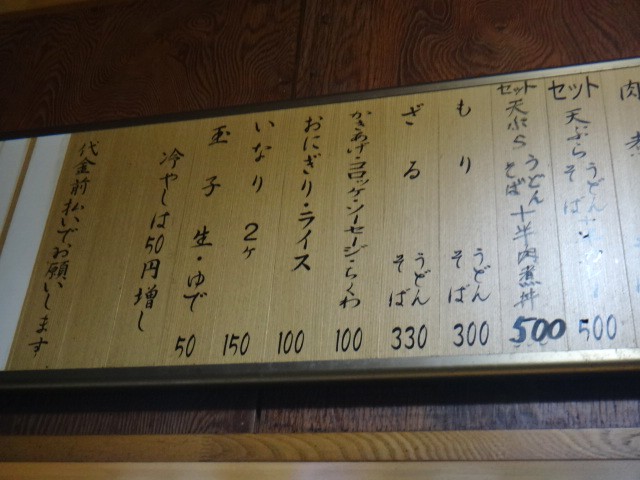 肉
セット 天ぷら うどん そば 500
セット 天ぷら うどん そば 十半肉煮丼 500
もり うどん そば 300
ざる うどん そば 330
かきあげ・コロッケ・ソーセージ・ちくわ 100
おにぎり・ライス 100
いなり 2ケ 150
玉子 生・ゆで 50
冷やしは50円増し
代金前払いでお願いします